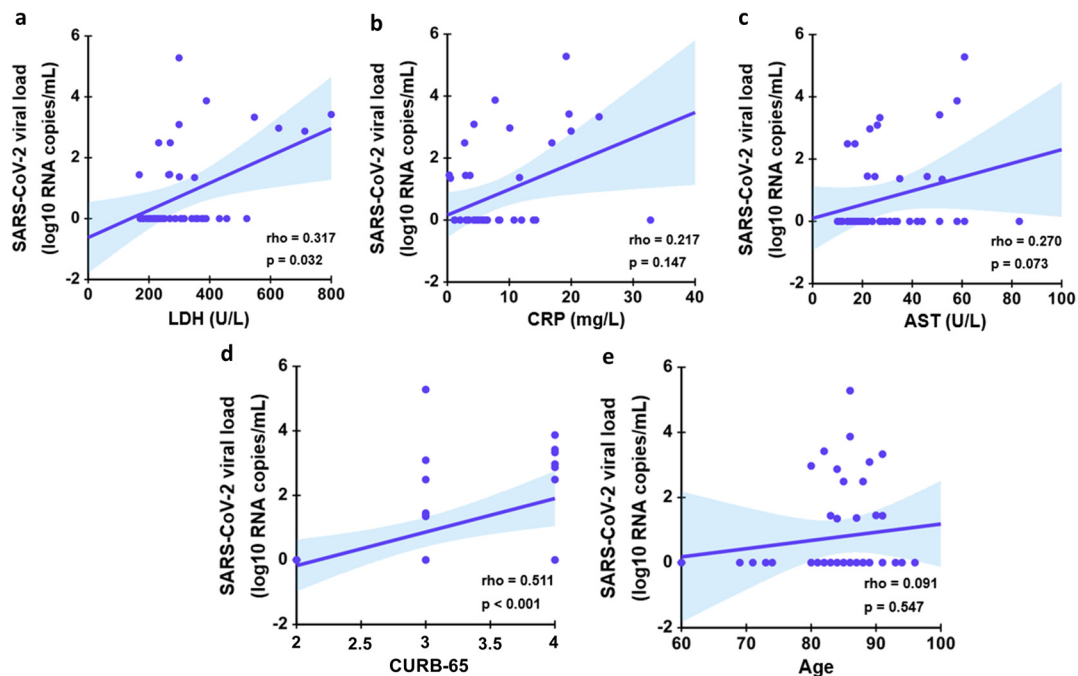 a
SARS-CoV-2 viral load
(log10 RNA copies/mL)
6
4
2
0
-2
0
200
400
600
800
LDH (U/L)
rho = 0.317
p = 0.032
b
SARS-CoV-2 viral load
(log10 RNA copies/mL)
6
4
2
0
-2
0
10
20
30
40
CRP (mg/L)
rho = 0.217
p = 0.147
c
SARS-CoV-2 viral load
(log10 RNA copies/mL)
6
4
2
0
-2
0
20
40
60
80
100
AST (U/L)
rho = 0.270
p = 0.073
d
SARS-CoV-2 viral load
(log10 RNA copies/mL)
6
4
2
0
-2
2
2.5
3
3.5
4
CURB-65
rho = 0.511
p < 0.001
e
SARS-CoV-2 viral load
(log10 RNA copies/mL)
6
4
2
0
-2
60
70
80
90
100
Age
rho = 0.091
p = 0.547